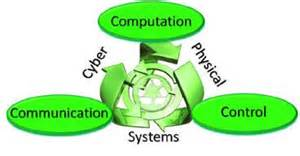 Computation
Cyber
Physical
Communication
Control
Systems